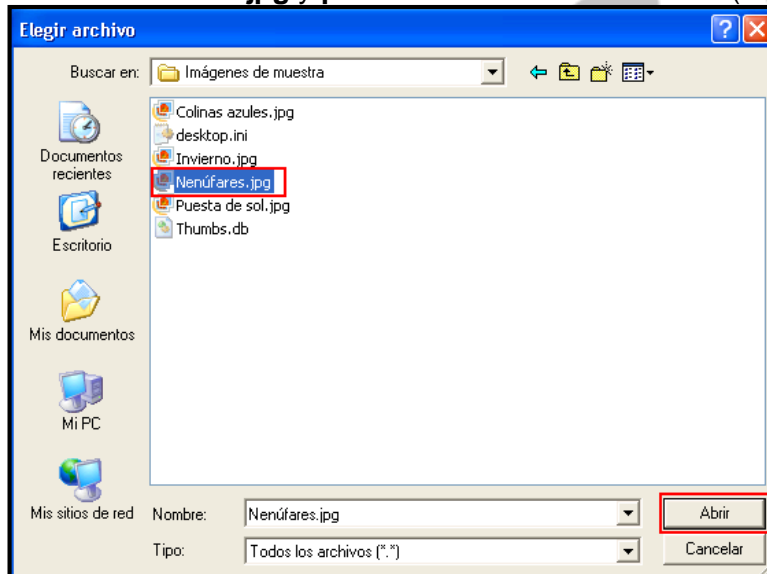 jpg y p
(
Elegir archivo
Buscar en: Imágenes de muestra
Colinas azules.jpg
desktop.ini
Invierno.jpg
Nenúfares.jpg
Puesta de sol.jpg
Thumbs.db
Documentos
recientes
Escritorio
Mis documentos
Mi PC
Mis sitios de red
Nombre: Nenúfares.jpg Abrir
Tipo: Todos los archivos (*.*) Cancelar